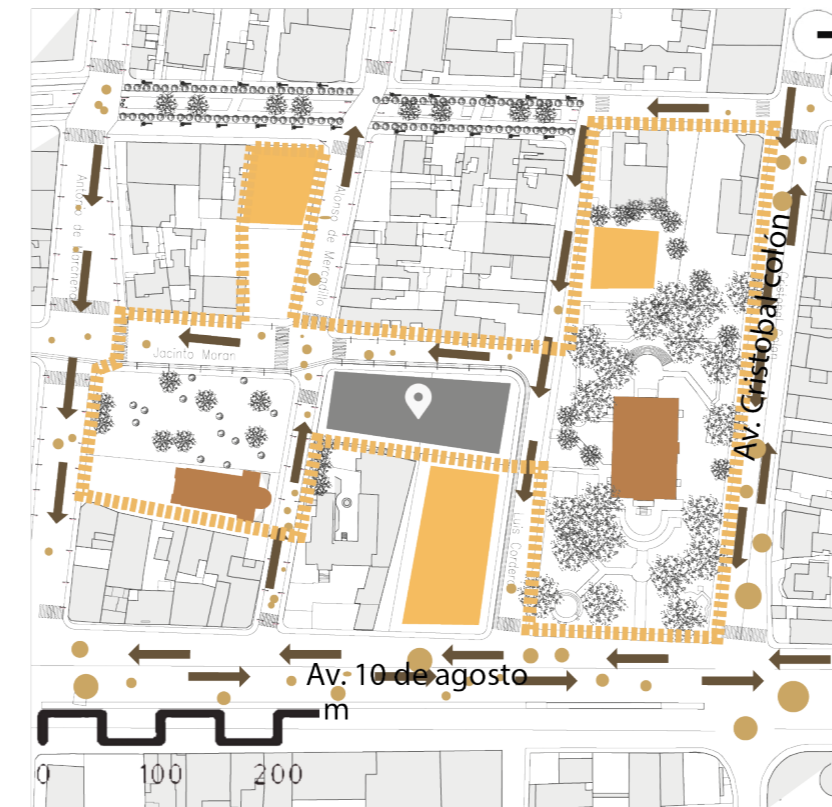 Antonio de Marchena
Alonso de Mercadillo
Jacinto Moran
Luis Cordero
Av. Cristobal colón
Av. 10 de agosto
m
0 100 200